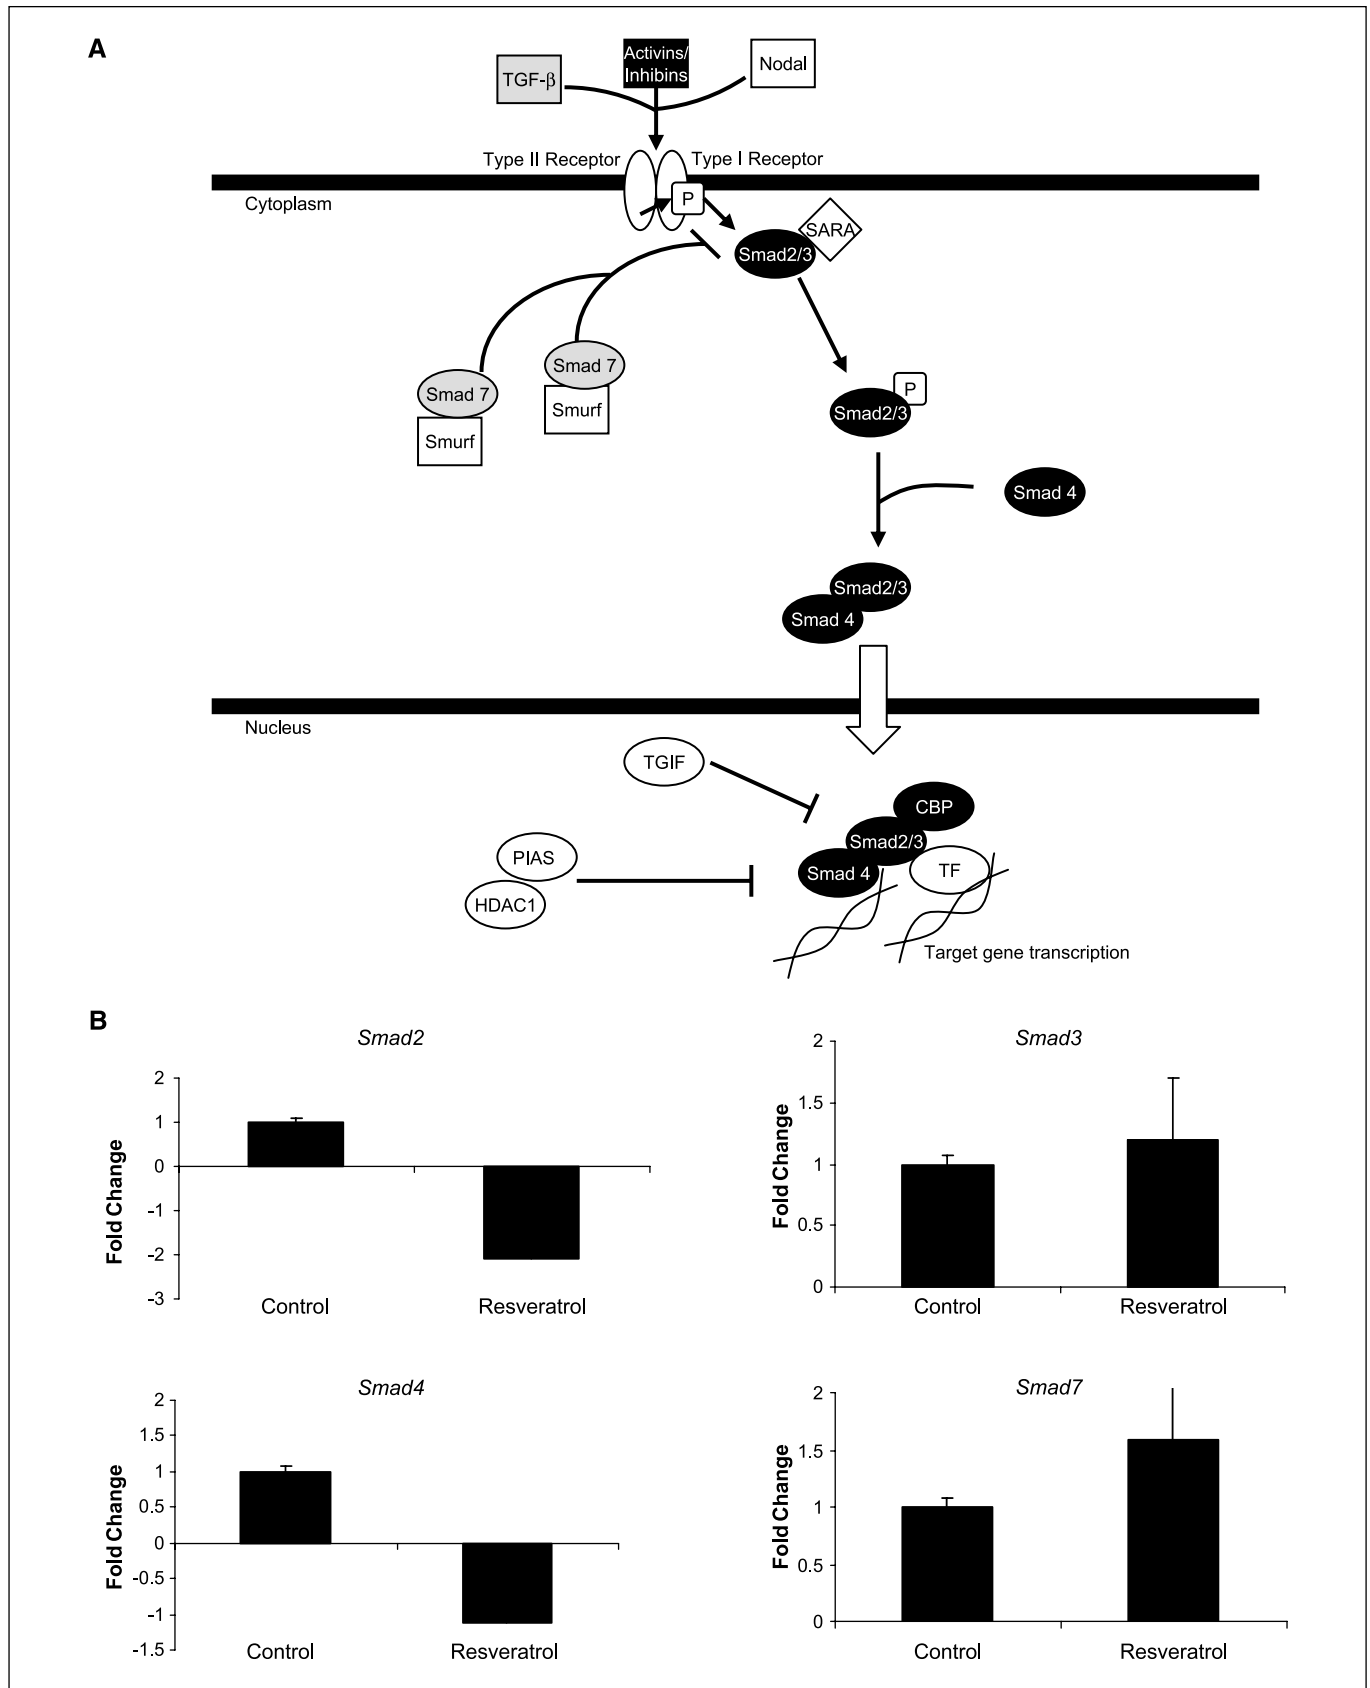 A
TGF-β
Activins/
Inhibins
Nodal
Type II Receptor
Type I Receptor
Cytoplasm
P
SARA
Smad2/3
Smad 7
Smurf
Smad 7
Smurf
P
Smad2/3
Smad 4
Smad2/3
Smad 4
Nucleus
TGIF
CBP
Smad2/3
Smad 4
TF
PIAS
HDAC1
Target gene transcription
B
Smad2
Fold Change
2
1
0
-1
-2
-3
Control
Resveratrol
Smad3
Fold Change
2
1.5
1
0.5
0
Control
Resveratrol
Smad4
Fold Change
2
1.5
1
0.5
0
-0.5
-1
-1.5
Control
Resveratrol
Smad7
Fold Change
2
1.5
1
0.5
0
Control
Resveratrol